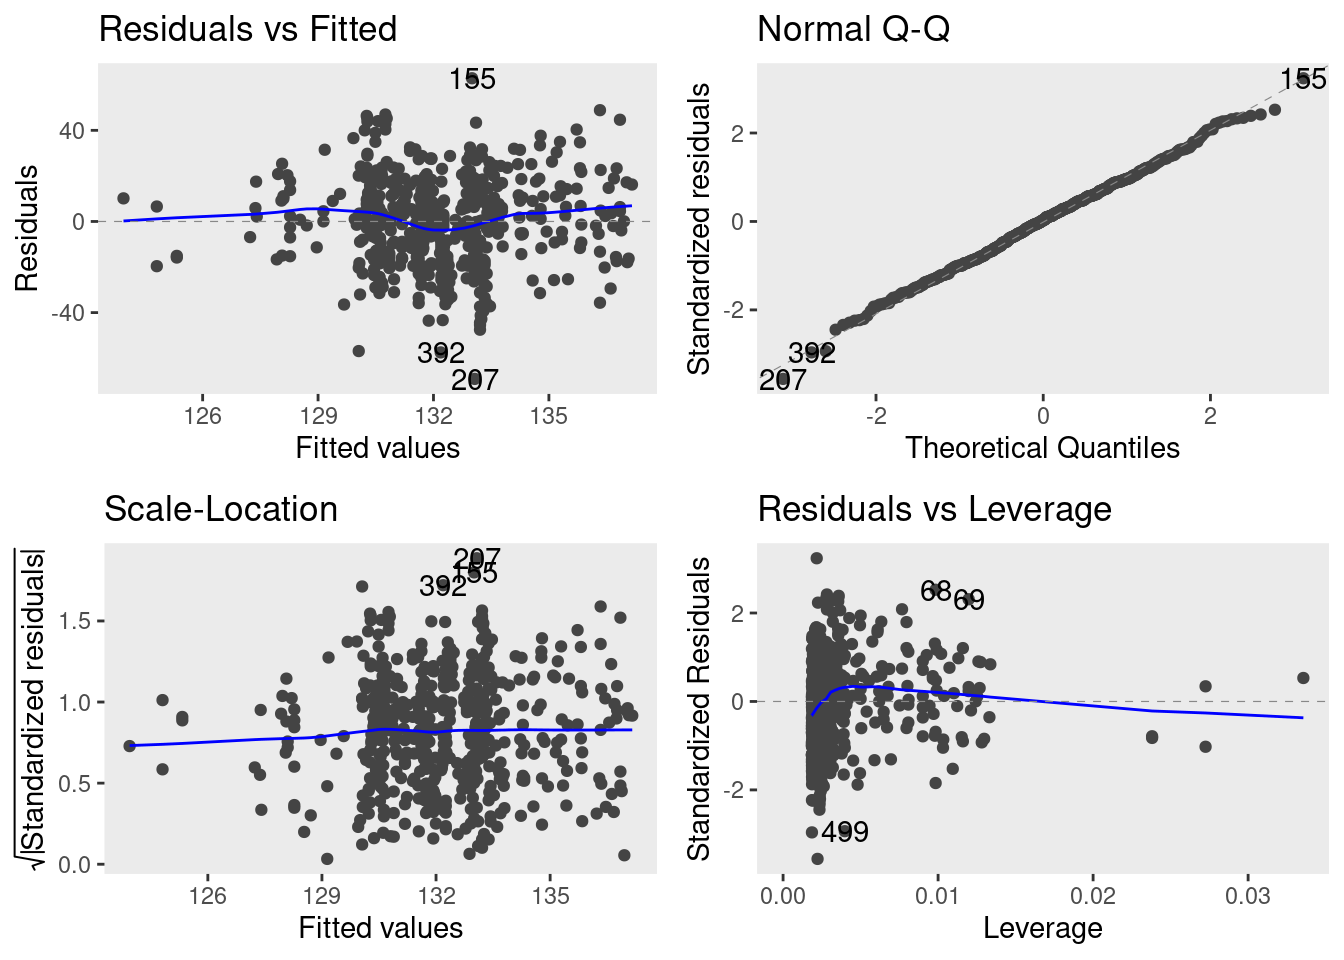 Residuals vs Fitted
155
40
0
-40
Residuals
392
207
126 129 132 135
Fitted values
Normal Q-Q
155
2
0
-2
Standardized residuals
392
207
-2 0 2
Theoretical Quantiles
Scale-Location
207
155
392
1.5
1.0
0.5
0.0
√|Standardized residuals|
126 129 132 135
Fitted values
Residuals vs Leverage
68
69
2
0
-2
Standardized Residuals
499
0.00 0.01 0.02 0.03
Leverage